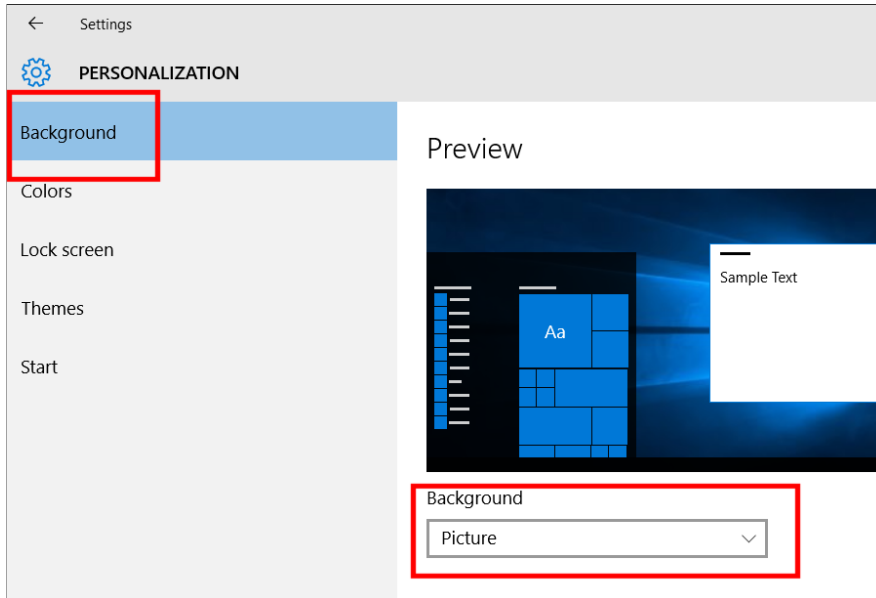 Settings
PERSONALIZATION
Background
Colors
Lock screen
Themes
Start
Preview
Sample Text
Aa
Background
Picture